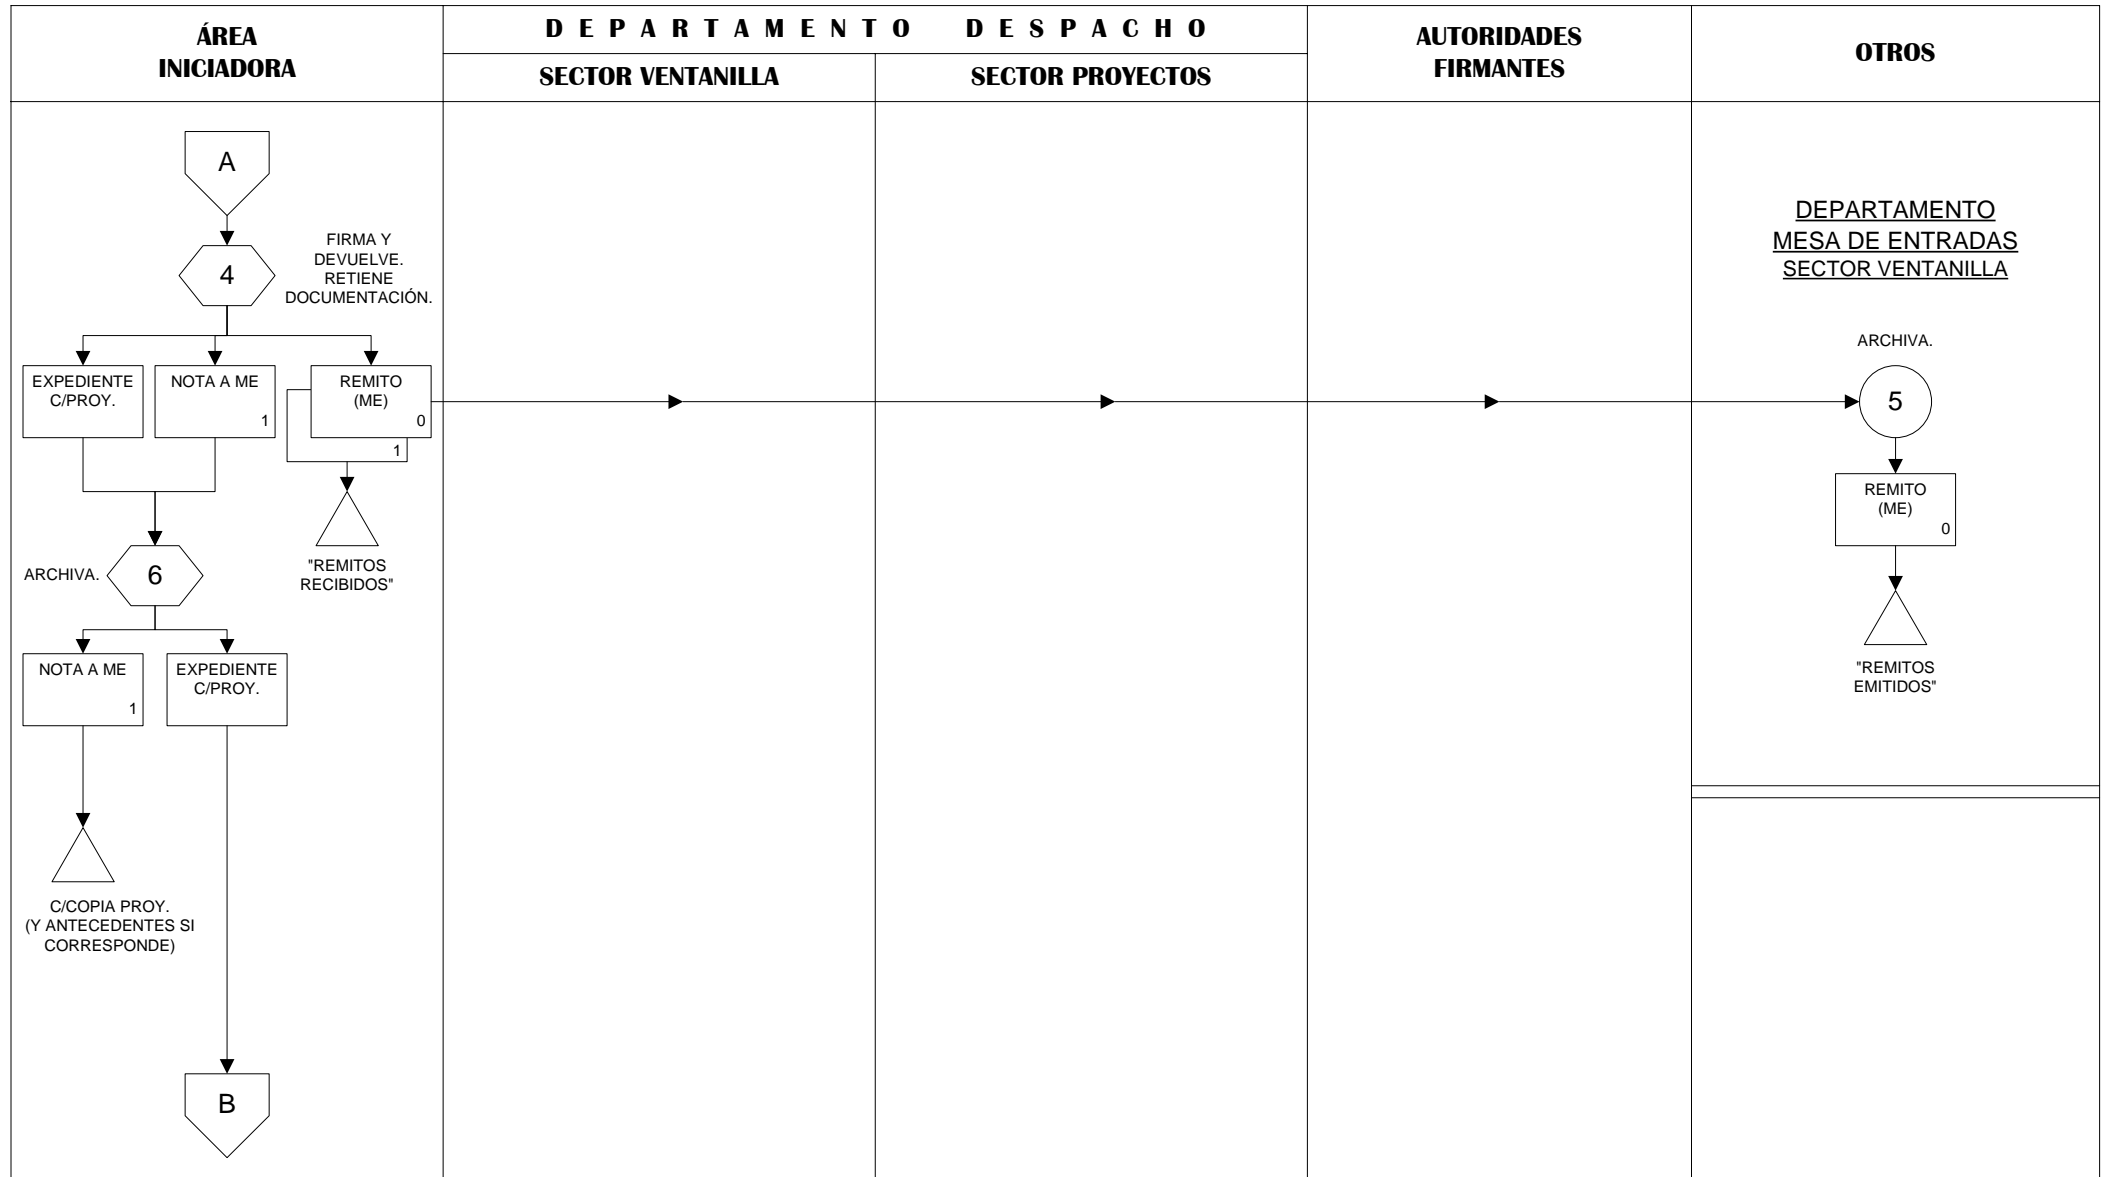 ÁREA
INICIADORA
DEPARTAMENTO DESPACHO
SECTOR VENTANILLA
SECTOR PROYECTOS
AUTORIDADES
FIRMANTES
OTROS
A
4
FIRMA Y
DEVUELVE.
RETIENE
DOCUMENTACIÓN.
EXPEDIENTE
C/PROY.
NOTA A ME
1
REMITO
(ME)
0
1
"REMITOS
RECIBIDOS"
ARCHIVA.
6
NOTA A ME
1
EXPEDIENTE
C/PROY.
C/COPIA PROY.
(Y ANTECEDENTES SI
CORRESPONDE)
B
DEPARTAMENTO
MESA DE ENTRADAS
SECTOR VENTANILLA
ARCHIVA.
5
REMITO
(ME)
0
"REMITOS
EMITIDOS"